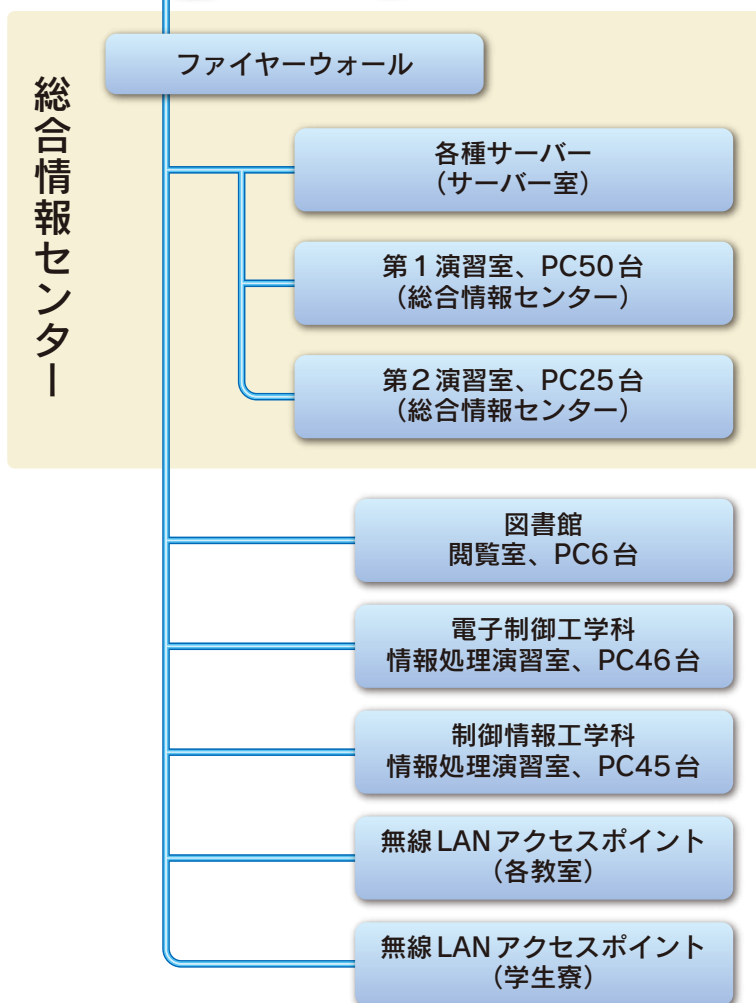 総合情報センター
ファイヤーウォール
各種サーバー
（サーバー室）
第1演習室、PC50台
（総合情報センター）
第2演習室、PC25台
（総合情報センター）
図書館
閲覧室、PC6台
電子制御工学科
情報処理演習室、PC46台
制御情報工学科
情報処理演習室、PC45台
無線LANアクセスポイント
（各教室）
無線LANアクセスポイント
（学生寮）